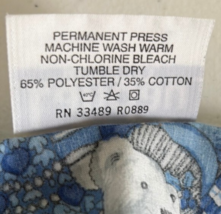 PERMANENT PRESS
MACHINE WASH WARM
NON-CHLORINE BLEACH
TUMBLE DRY
65% POLYESTER / 35% COTTON
RN 33489 R0889